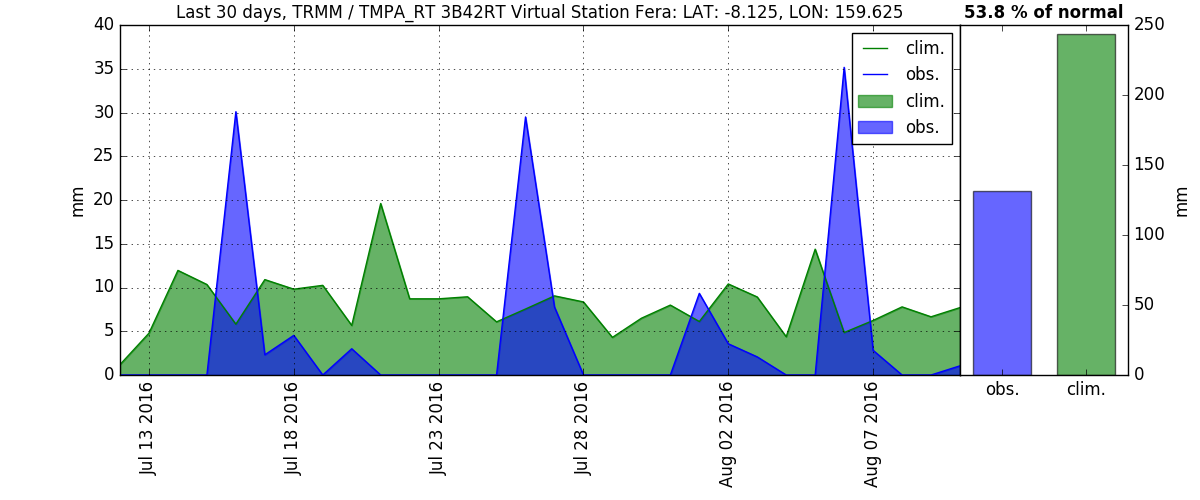 Last 30 days, TRMM / TMPA_RT 3B42RT Virtual Station Fera: LAT: -8.125, LON: 159.625
53.8 % of normal
40
35
30
25
20
15
10
5
0
mm
clim.
obs.
clim.
obs.
Jul 13 2016
Jul 18 2016
Jul 23 2016
Jul 28 2016
Aug 02 2016
Aug 07 2016
250
200
150
100
50
0
mm
obs.
clim.